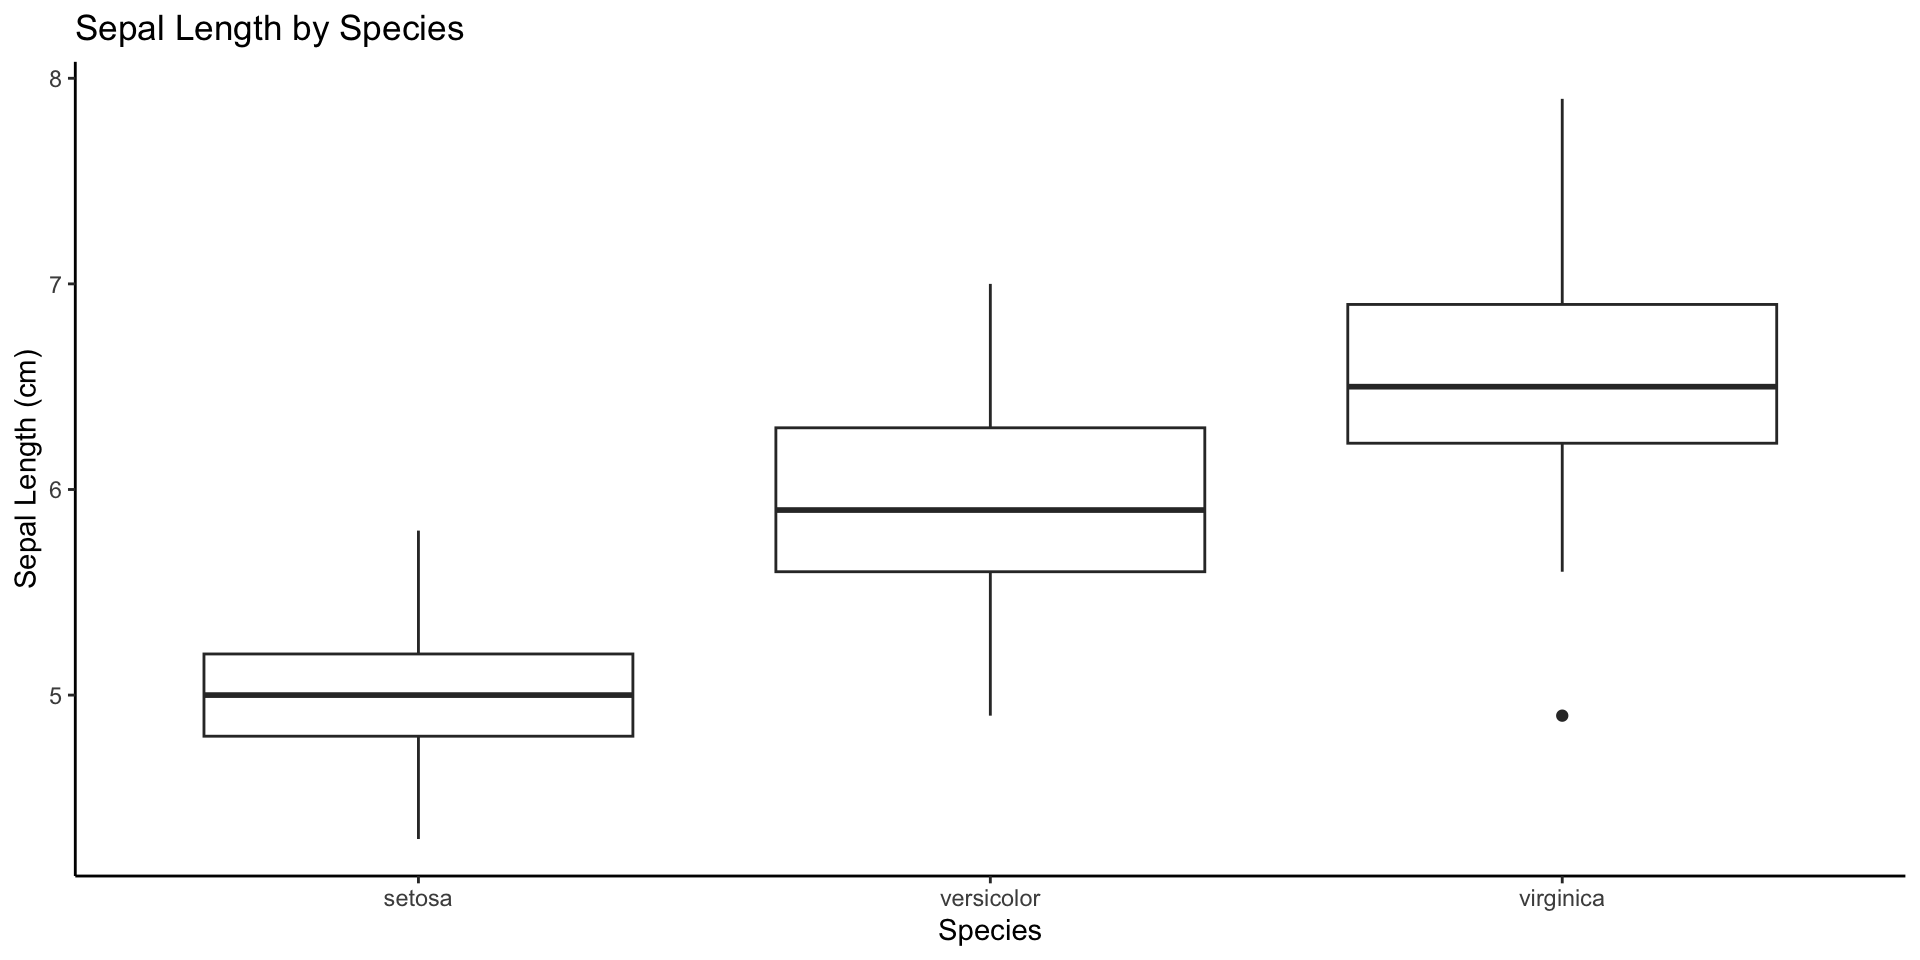 Sepal Length by Species
8
7
6
5
Sepal Length (cm)
setosa
versicolor
virginica
Species